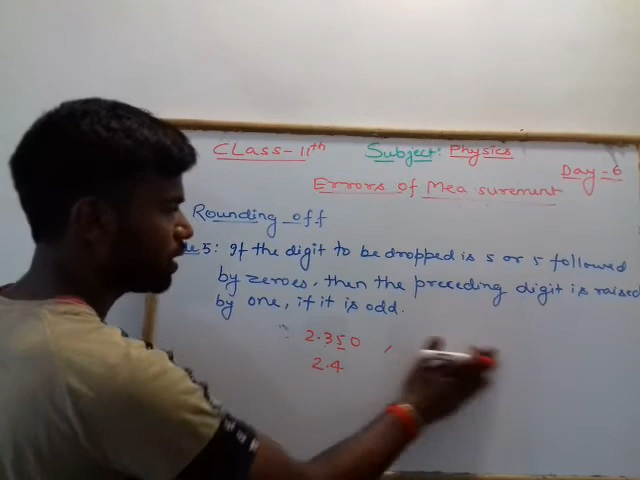 CLass-11th
Subject: Physics
Day=6
Errors of Measurement
Rounding off
5: If the digit to be dropped is 5 or 5 followed
by zeroes, then the preceding digit is raised
by one, if it is odd.
2.350 ,
2.4